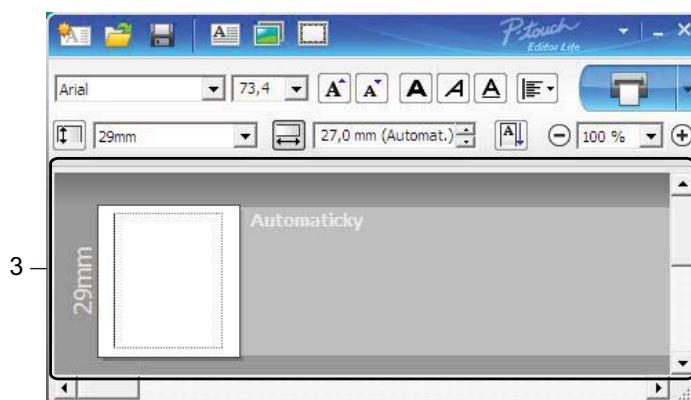 P-touch
Editor Lite
Arial 73,4 A A A A A
29mm 27,0 mm (Automat.) A 100 %
Automaticky
29mm
3